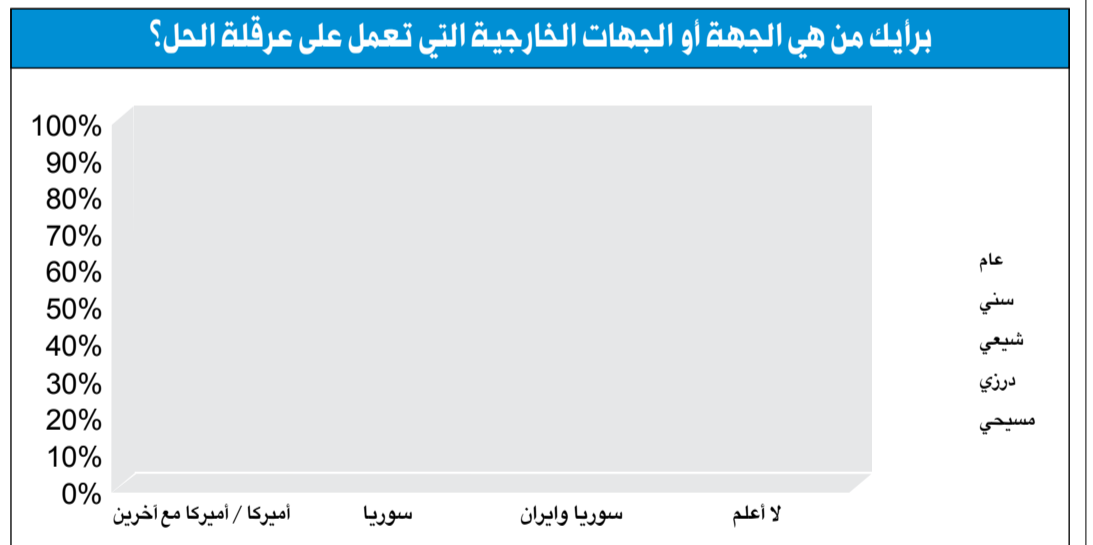 برأيك من هي الجهة أو الجهات الخارجية التي تعمل على عرقلة الحل؟
100%
90%
80%
70%
60%
50%
40%
30%
20%
10%
0%
عام
سني
شيعي
درزي
مسيحي
أميركا / أميركا مع آخرين
سوريا
سوريا وايران
لا أعلم